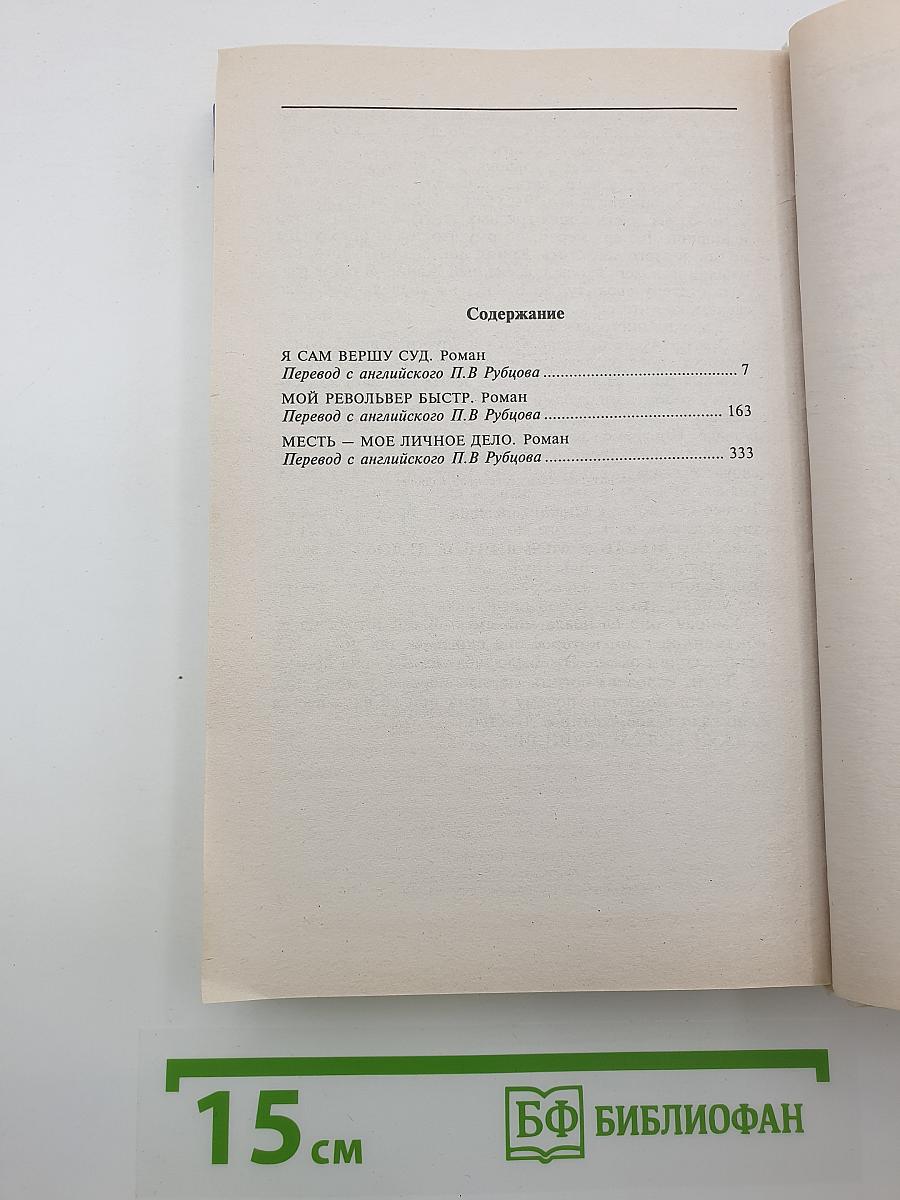 Содержание
Я САМ ВЕРШУ СУД. Роман
Перевод с английского П.В Рубцова ............................................... 7
МОЙ РЕВОЛЬВЕР БЫСТР. Роман
Перевод с английского П.В Рубцова .......................................... 163
МЕСТЬ — МОЕ ЛИЧНОЕ ДЕЛО. Роман
Перевод с английского П.В Рубцова .......................................... 333
15 см
БФ БИБЛИОФАН